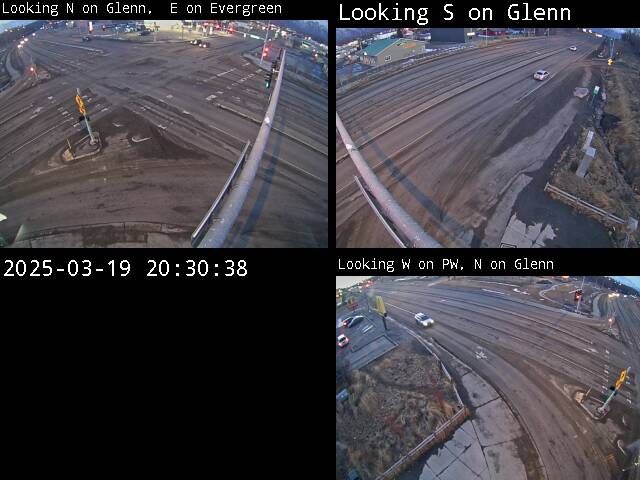 Looking N on Glenn,  E on Evergreen
Looking S on Glenn
2025-03-19 20:30:38
Looking W on PW, N on Glenn